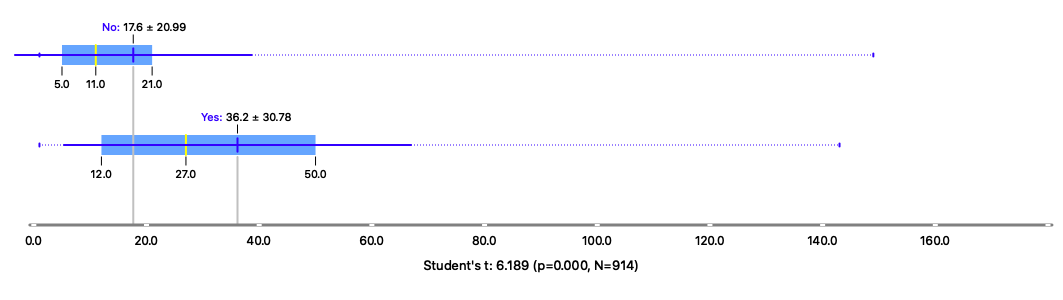 No: 17.6 ± 20.99
5.0 11.0 21.0
Yes: 36.2 ± 30.78
12.0 27.0 50.0
0.0 20.0 40.0 60.0 80.0 100.0 120.0 140.0 160.0
Student's t: 6.189 (p=0.000, N=914)